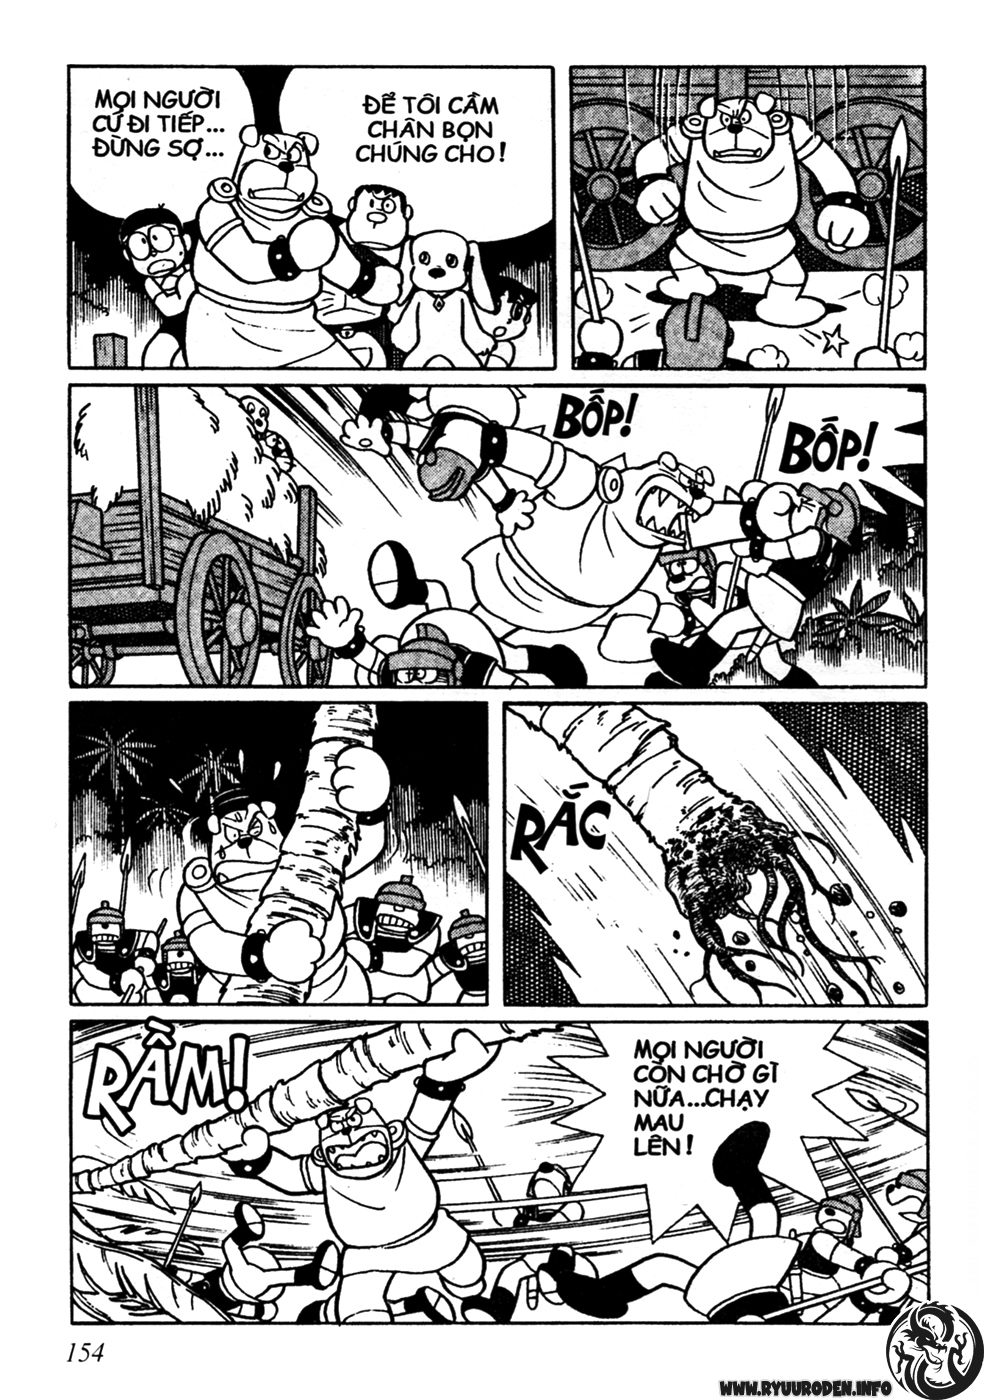 MỌI NGƯỜI
CỨ ĐI TIẾP...
ĐỪNG SỢ...
ĐỂ TÔI CẦM
CHÂN BỌN
CHÚNG CHO!
BỐP!
BỐP!
RẮC
RẦM!
MỌI NGƯỜI
CÒN CHỜ GÌ
NỮA...CHẠY
MAU
LÊN!
154
WWW.RYUURODEN.INFO